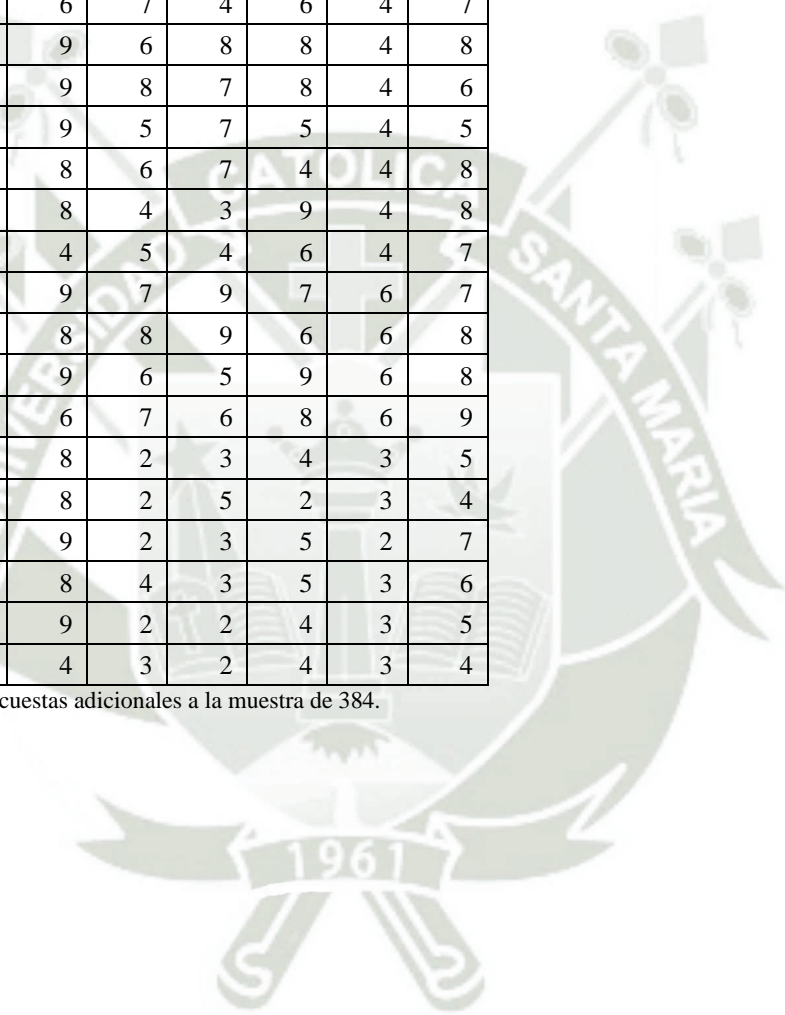 6 7 4 6 4 7
9 6 8 8 4 8
9 8 7 8 4 6
9 5 7 5 4 5
8 6 7 4 4 8
8 4 3 9 4 8
4 5 4 6 4 7
9 7 9 7 6 7
8 8 9 6 6 8
9 6 5 9 6 8
6 7 6 8 6 9
8 2 3 4 3 5
8 2 5 2 3 4
9 2 3 5 2 7
8 4 3 5 3 6
9 2 2 4 3 5
4 3 2 4 3 4
cuestas adicionales a la muestra de 384.
CATOLICA
SANTA MARIA
1961